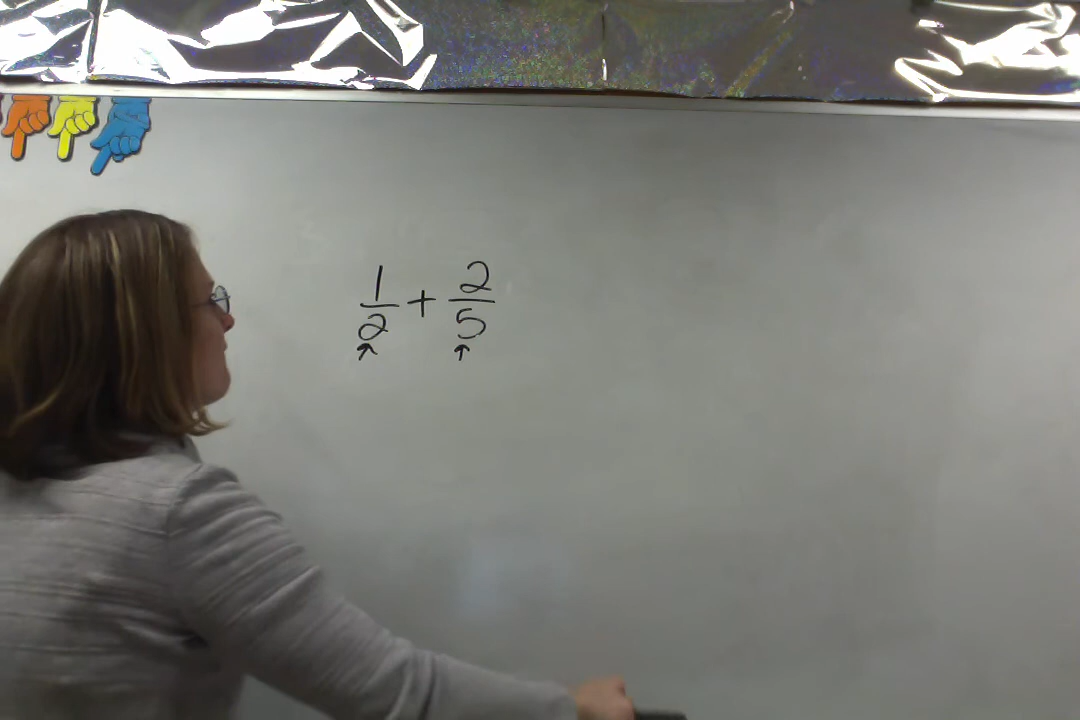 1/2 + 2/5
↑ ↑